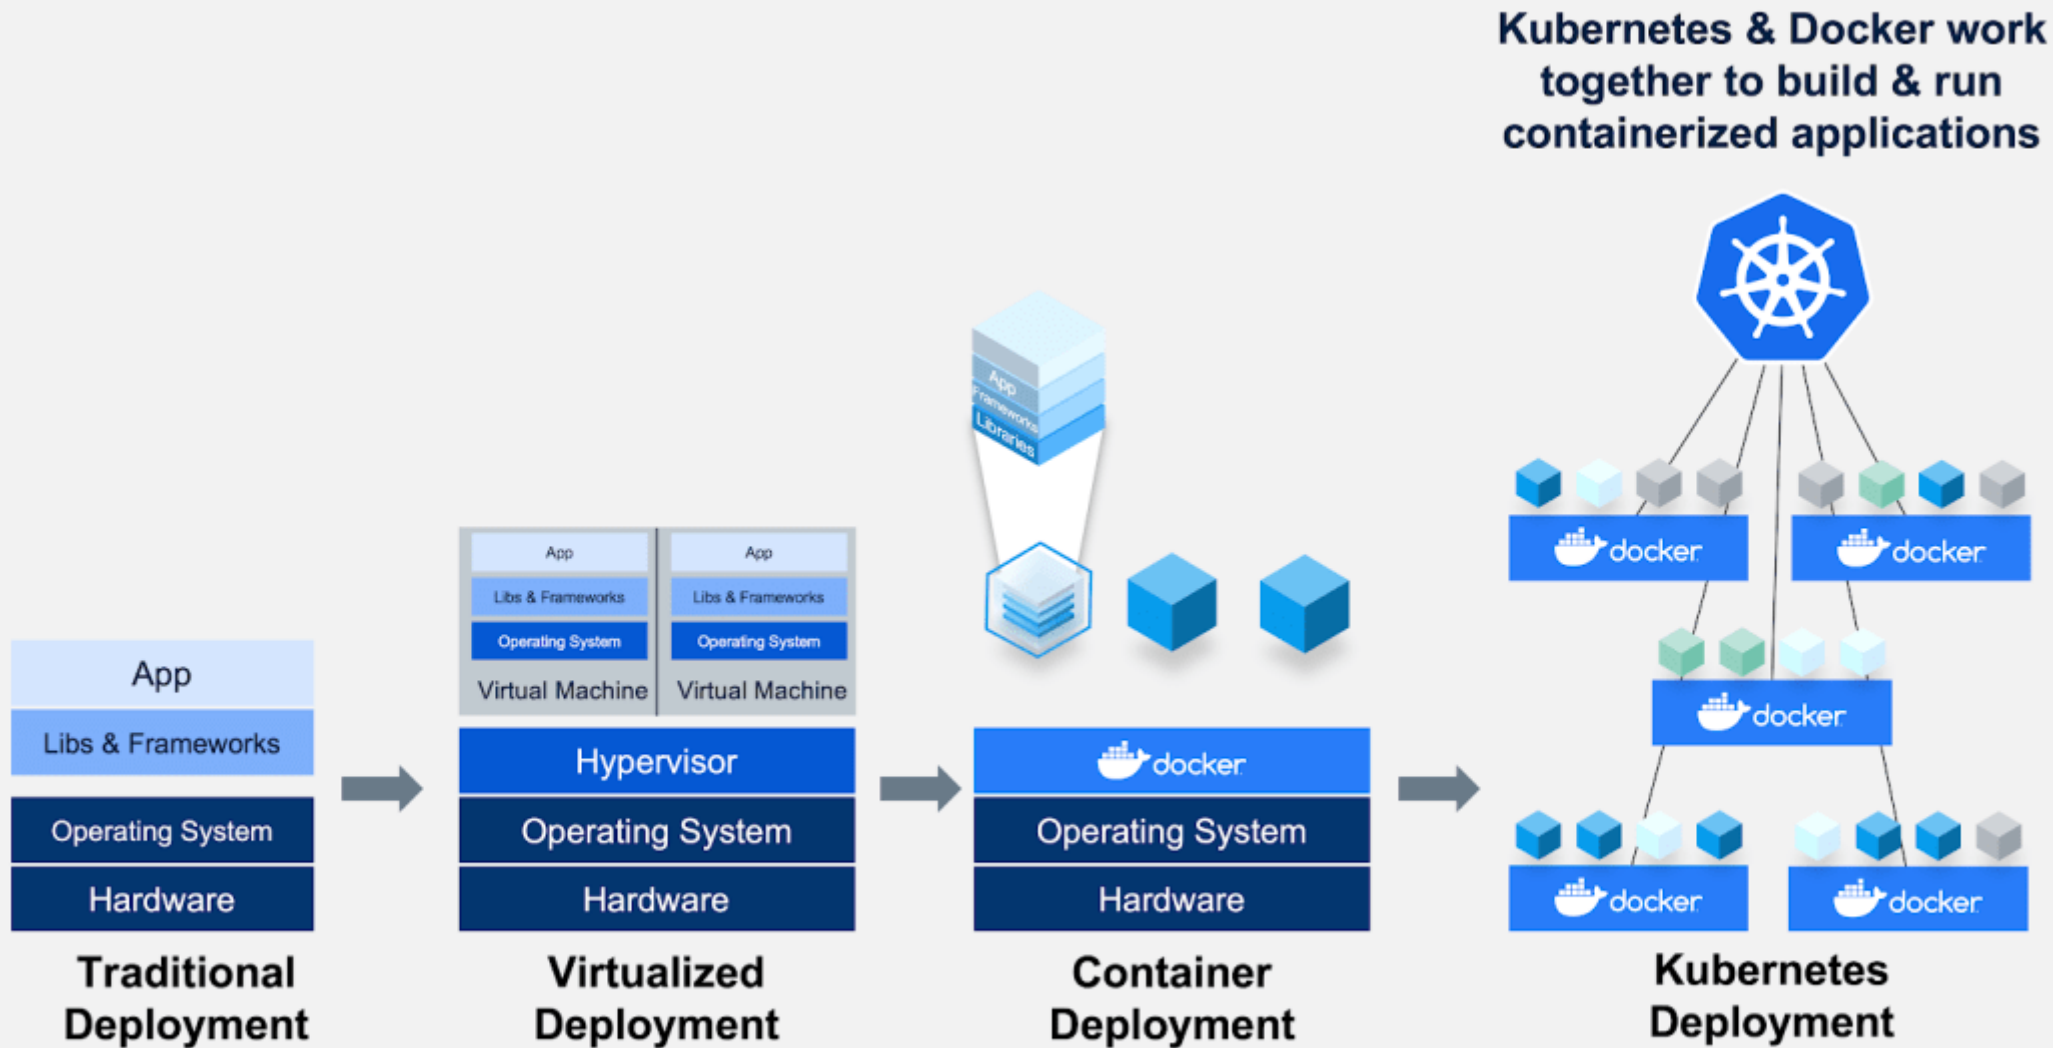 Kubernetes & Docker work
together to build & run
containerized applications
App
Libs & Frameworks
Operating System
Hardware
Traditional
Deployment
App
Libs & Frameworks
Operating System
Virtual Machine
App
Libs & Frameworks
Operating System
Virtual Machine
Hypervisor
Operating System
Hardware
Virtualized
Deployment
App
Frameworks
Libraries
docker
Operating System
Hardware
Container
Deployment
docker
docker
docker
docker
docker
Kubernetes
Deployment